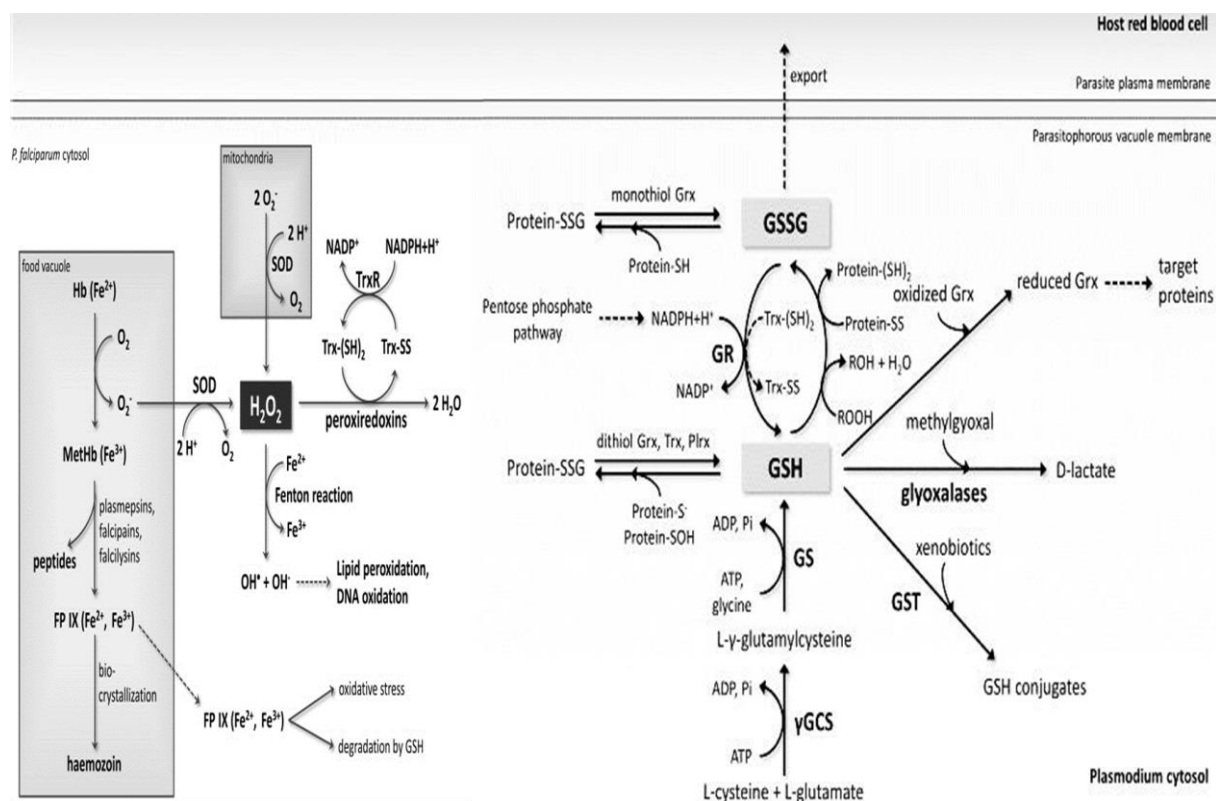 Host red blood cell
export
Parasite plasma membrane
Parasitophorous vacuole membrane
P. falciparum cytosol
mitochondria
2 O₂⁻
2 H⁺
SOD
O₂
NADP⁺
NADPH+H⁺
TrxR
Trx-(SH)₂
Trx-SS
food vacuole
Hb (Fe²⁺)
O₂
O₂⁻
MetHb (Fe³⁺)
SOD
2 H⁺
O₂
H₂O₂
peroxiredoxins
2 H₂O
Fe²⁺
Fenton reaction
Fe³⁺
OH• + OH⁻
Lipid peroxidation,
DNA oxidation
plasmepsins,
falcipains,
falcilysins
peptides
FP IX (Fe²⁺, Fe³⁺)
bio-
crystallization
haemozoin
FP IX (Fe²⁺, Fe³⁺)
oxidative stress
degradation by GSH
Protein-SSG
monothiol Grx
Protein-SH
GSSG
Pentose phosphate
pathway
NADPH+H⁺
GR
NADP⁺
Trx-(SH)₂
Trx-SS
Protein-(SH)₂
Protein-SS
ROH + H₂O
ROOH
oxidized Grx
reduced Grx
target
proteins
Protein-SSG
dithiol Grx, Trx, Plrx
Protein-S⁻
Protein-SOH
GSH
methylgyoxal
glyoxalases
D-lactate
xenobiotics
GST
GSH conjugates
ADP, Pi
GS
ATP,
glycine
L-γ-glutamylcysteine
ADP, Pi
γGCS
ATP
L-cysteine + L-glutamate
Plasmodium cytosol